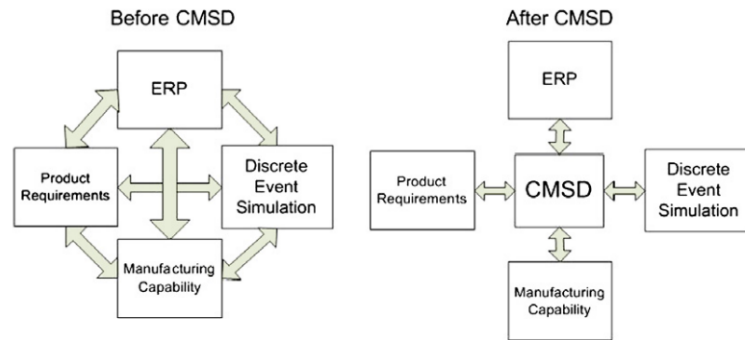 Before CMSD
ERP
Product
Requirements
Discrete
Event
Simulation
Manufacturing
Capability
After CMSD
ERP
Product
Requirements
CMSD
Discrete
Event
Simulation
Manufacturing
Capability